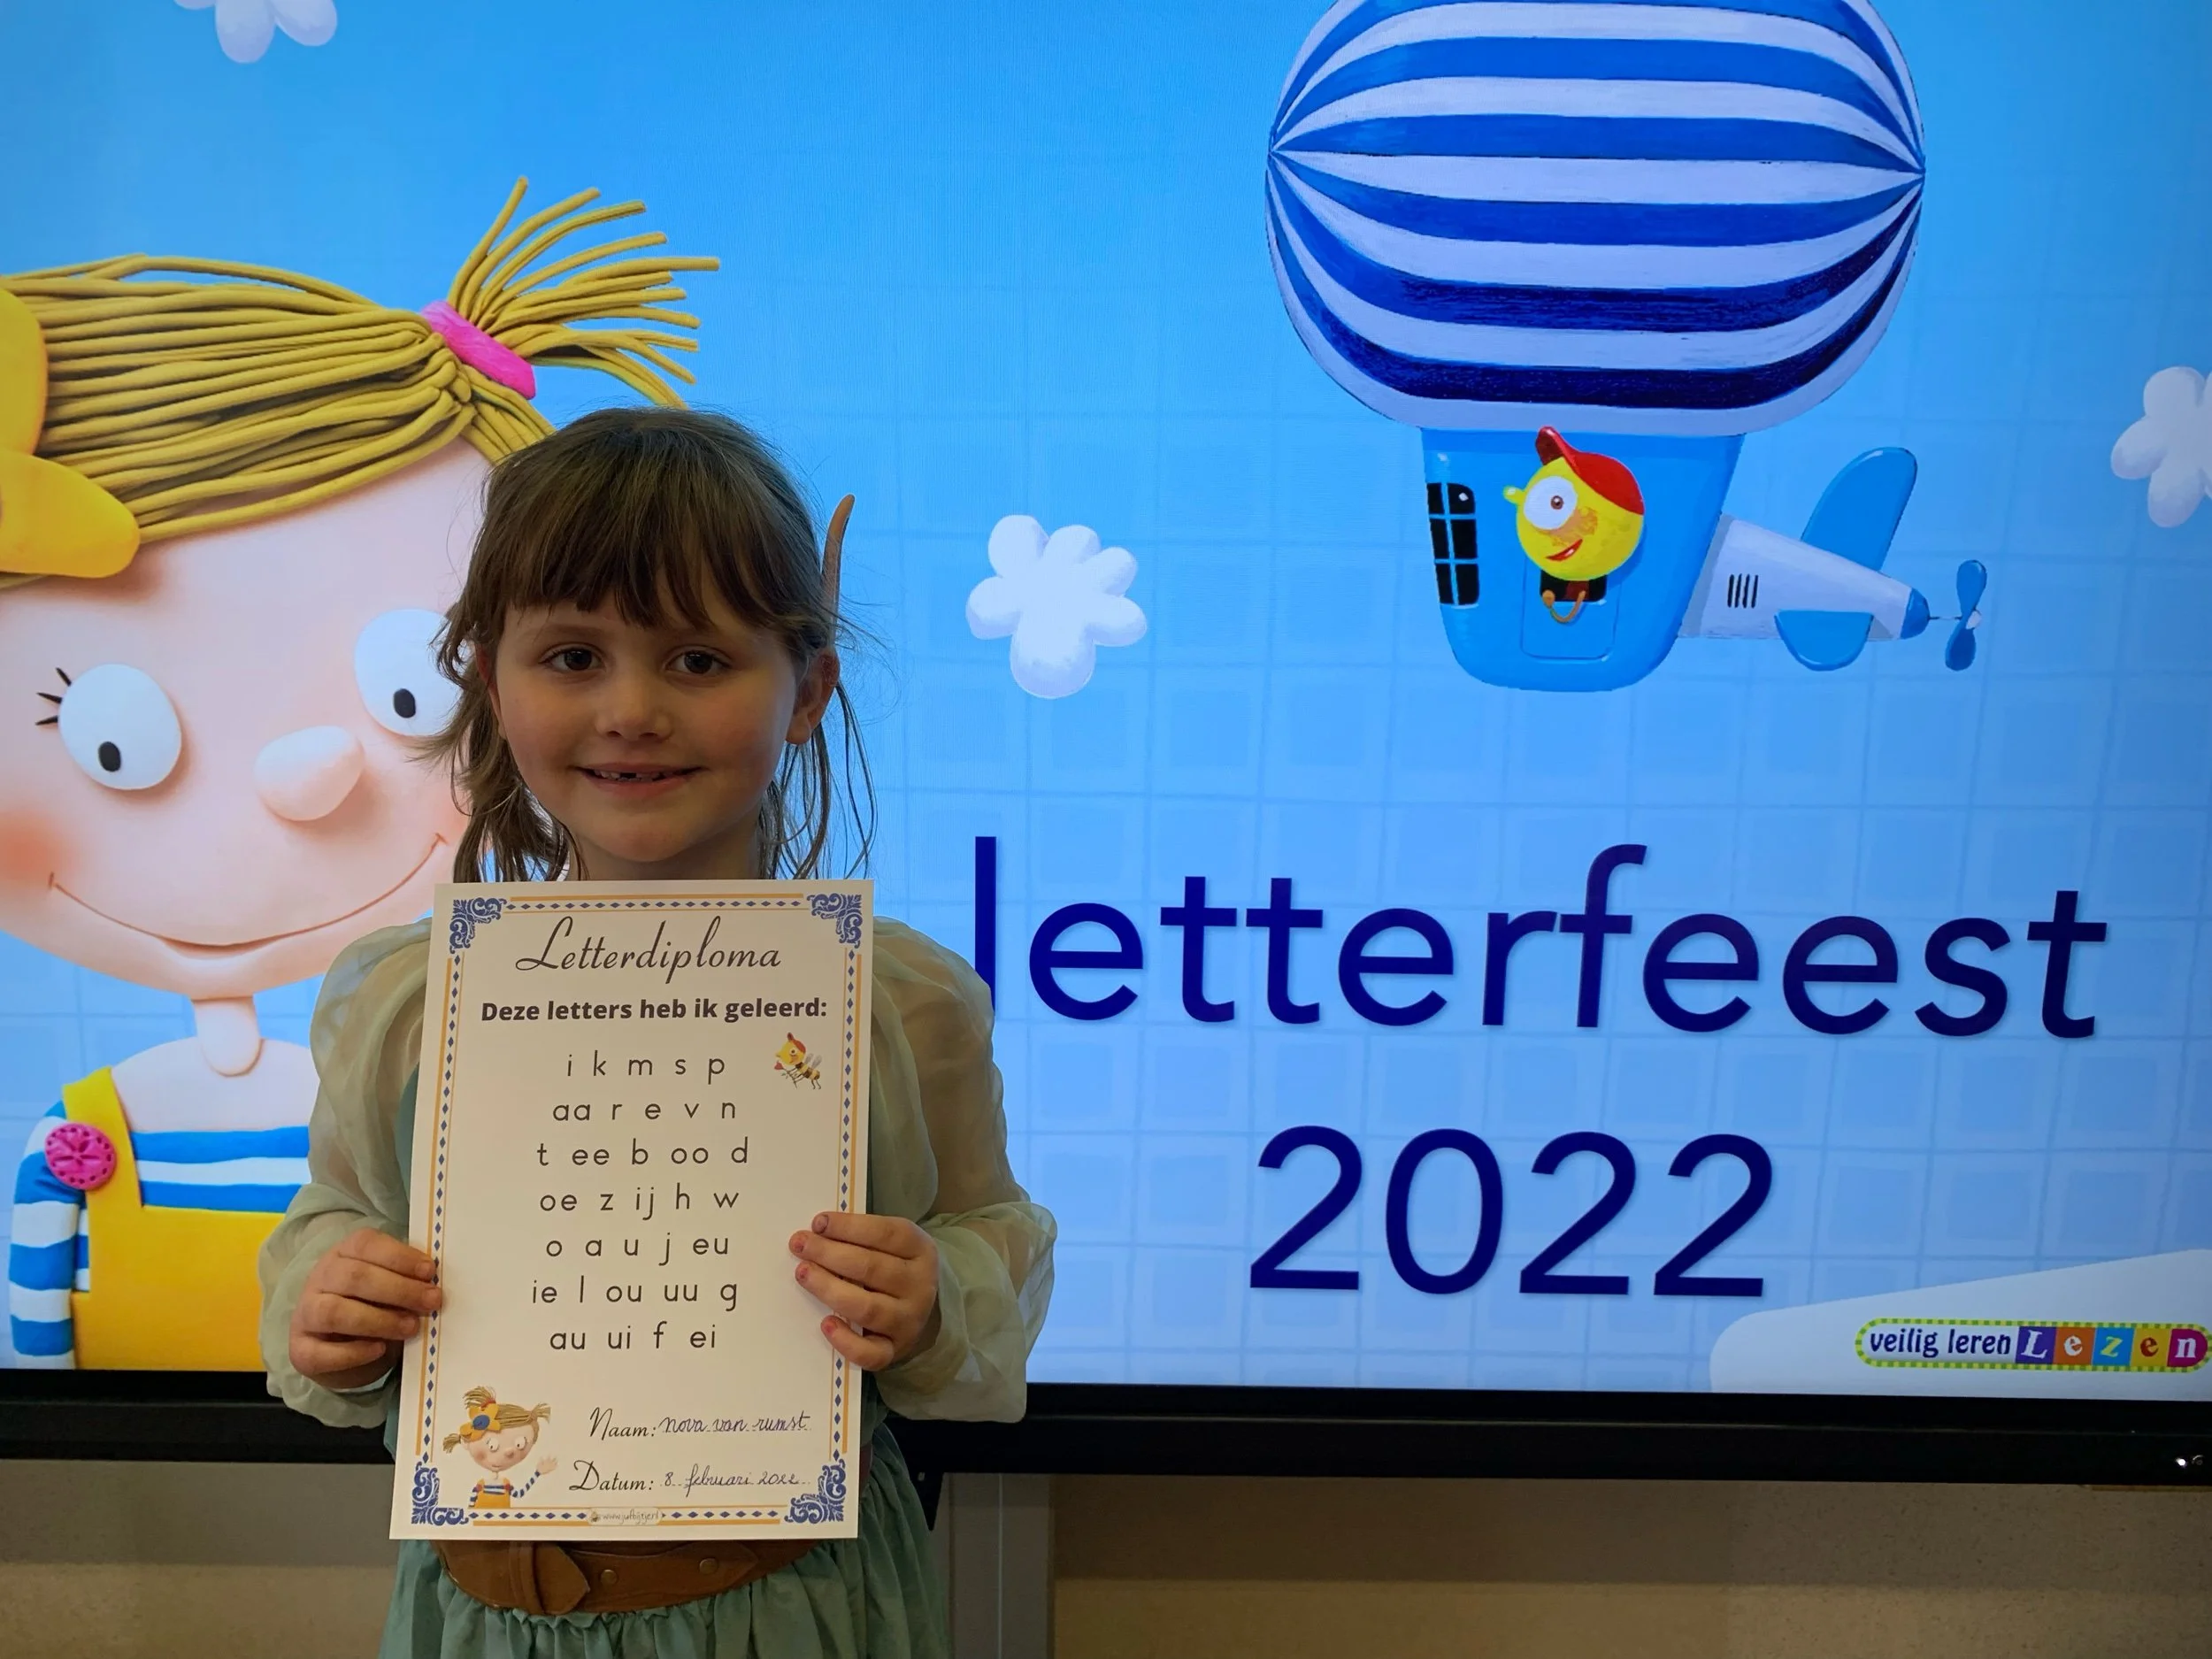 letterfeest
2022
veilig leren Lezen
Letterdiploma
Deze letters heb ik geleerd:
i k m s p
aa r e v n
t ee b oo d
oe z ij h w
o a u j eu
ie l ou uu g
au ui f ei
Naam: nova van rumst
Datum: 8 februari 2022